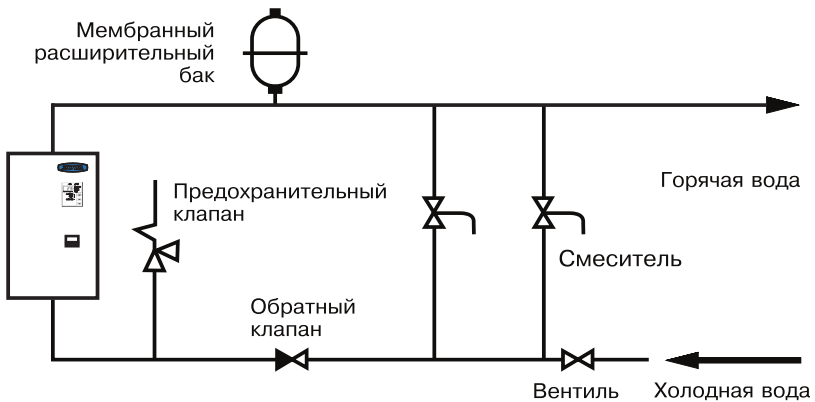 Мембранный
расширительный
бак
Предохранительный
клапан
Горячая вода
Смеситель
Обратный
клапан
Вентиль
Холодная вода